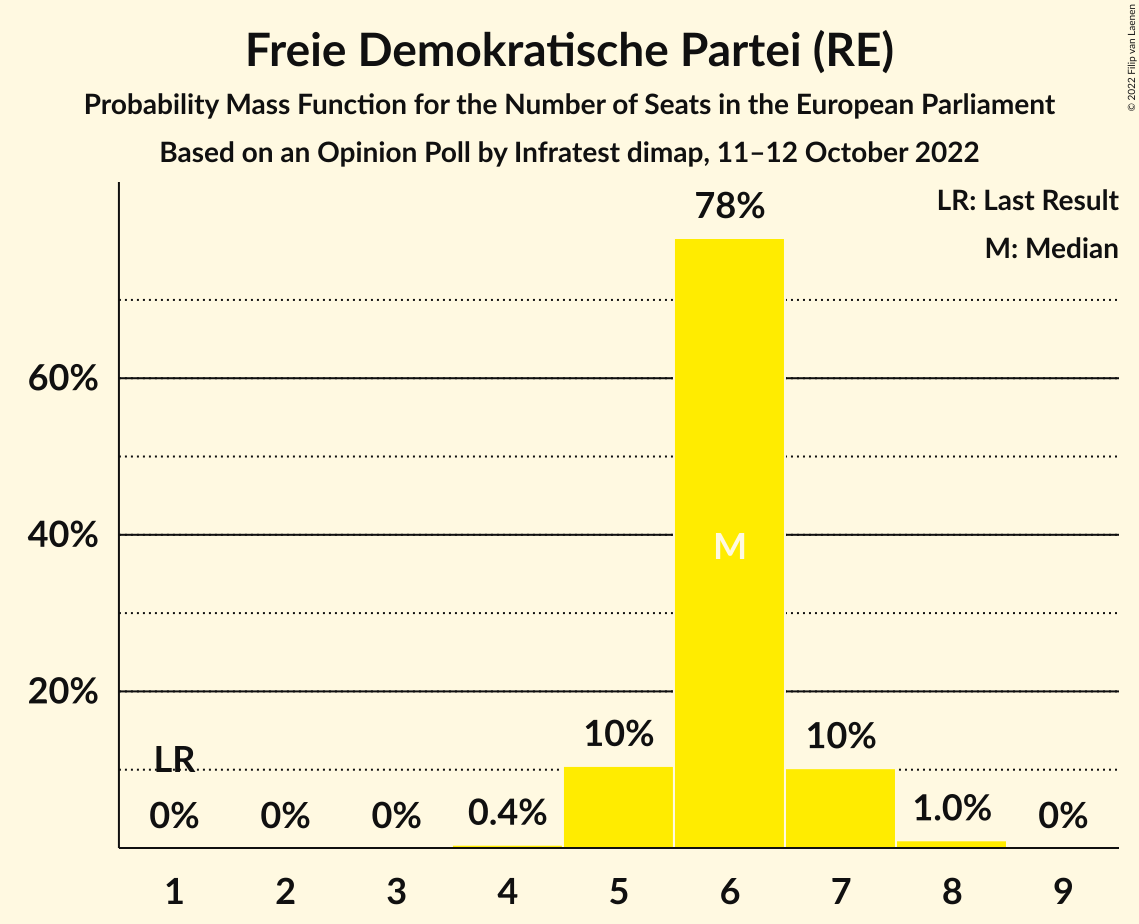 Freie Demokratische Partei (RE)
Probability Mass Function for the Number of Seats in the European Parliament
Based on an Opinion Poll by Infratest dimap, 11–12 October 2022
© 2022 Filip van Laenen
LR: Last Result
M: Median
78%
60%
40%
M
20%
10%
10%
LR
0%
0%
0%
0.4%
1.0%
0%
1
2
3
4
5
6
7
8
9